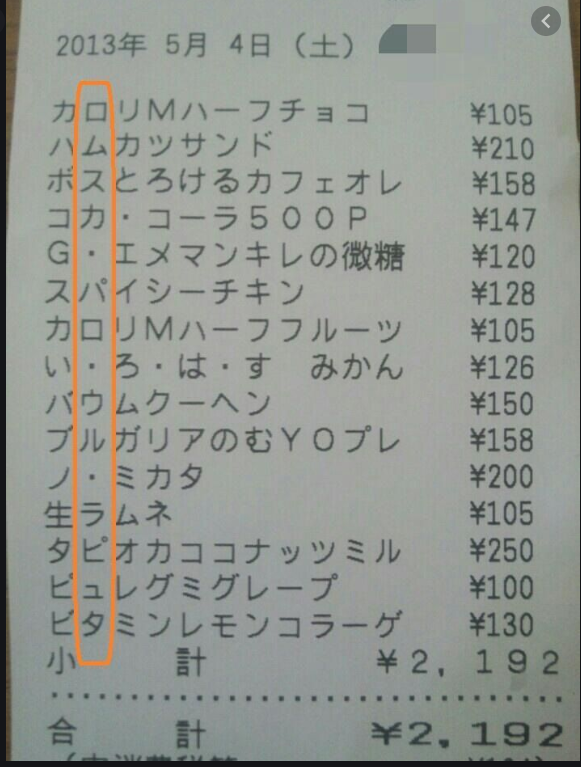 2013年 5月 4日 (土)
カロリMハーフチョコ ¥105
ハムカツサンド ¥210
ボスとろけるカフェオレ ¥158
コカ・コーラ500P ¥147
G・エメマンキレの微糖 ¥120
スパイシーチキン ¥128
カロリMハーフフルーツ ¥105
い・ろ・は・す みかん ¥126
バウムクーヘン ¥150
ブルガリアのむYOプレ ¥158
ノ・ミカタ ¥200
生ラムネ ¥105
タピオカココナッツミル ¥250
ピュレグミグレープ ¥100
ビタミンレモンコラーゲ ¥130
小 計 ¥2,192
合 計 ¥2,192